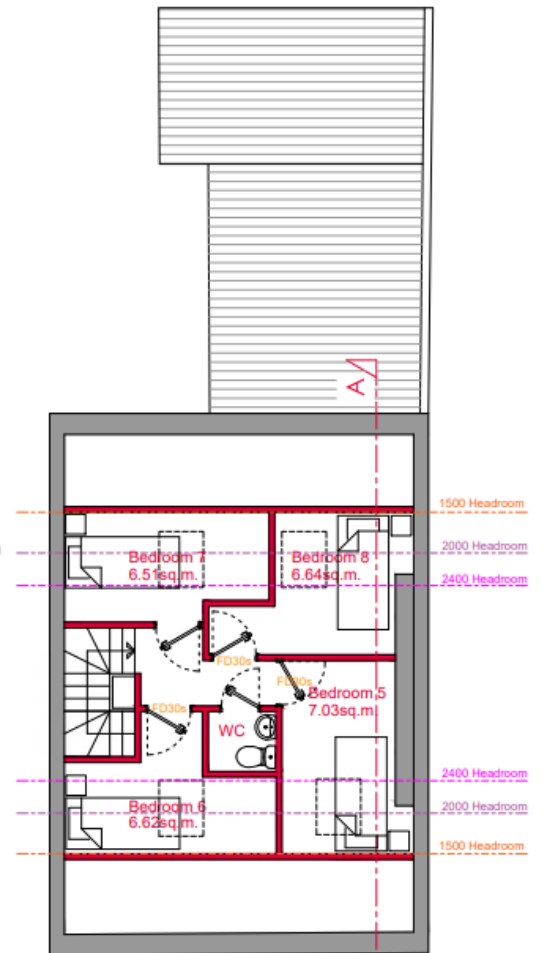 A
1500 Headroom
2000 Headroom
2400 Headroom
Bedroom 7
6.51sq.m.
Bedroom 8
6.64sq.m.
FD30s
FD30s
Bedroom 5
7.03sq.m.
FD30s
WC
2400 Headroom
Bedroom 6
6.62sq.m.
2000 Headroom
1500 Headroom